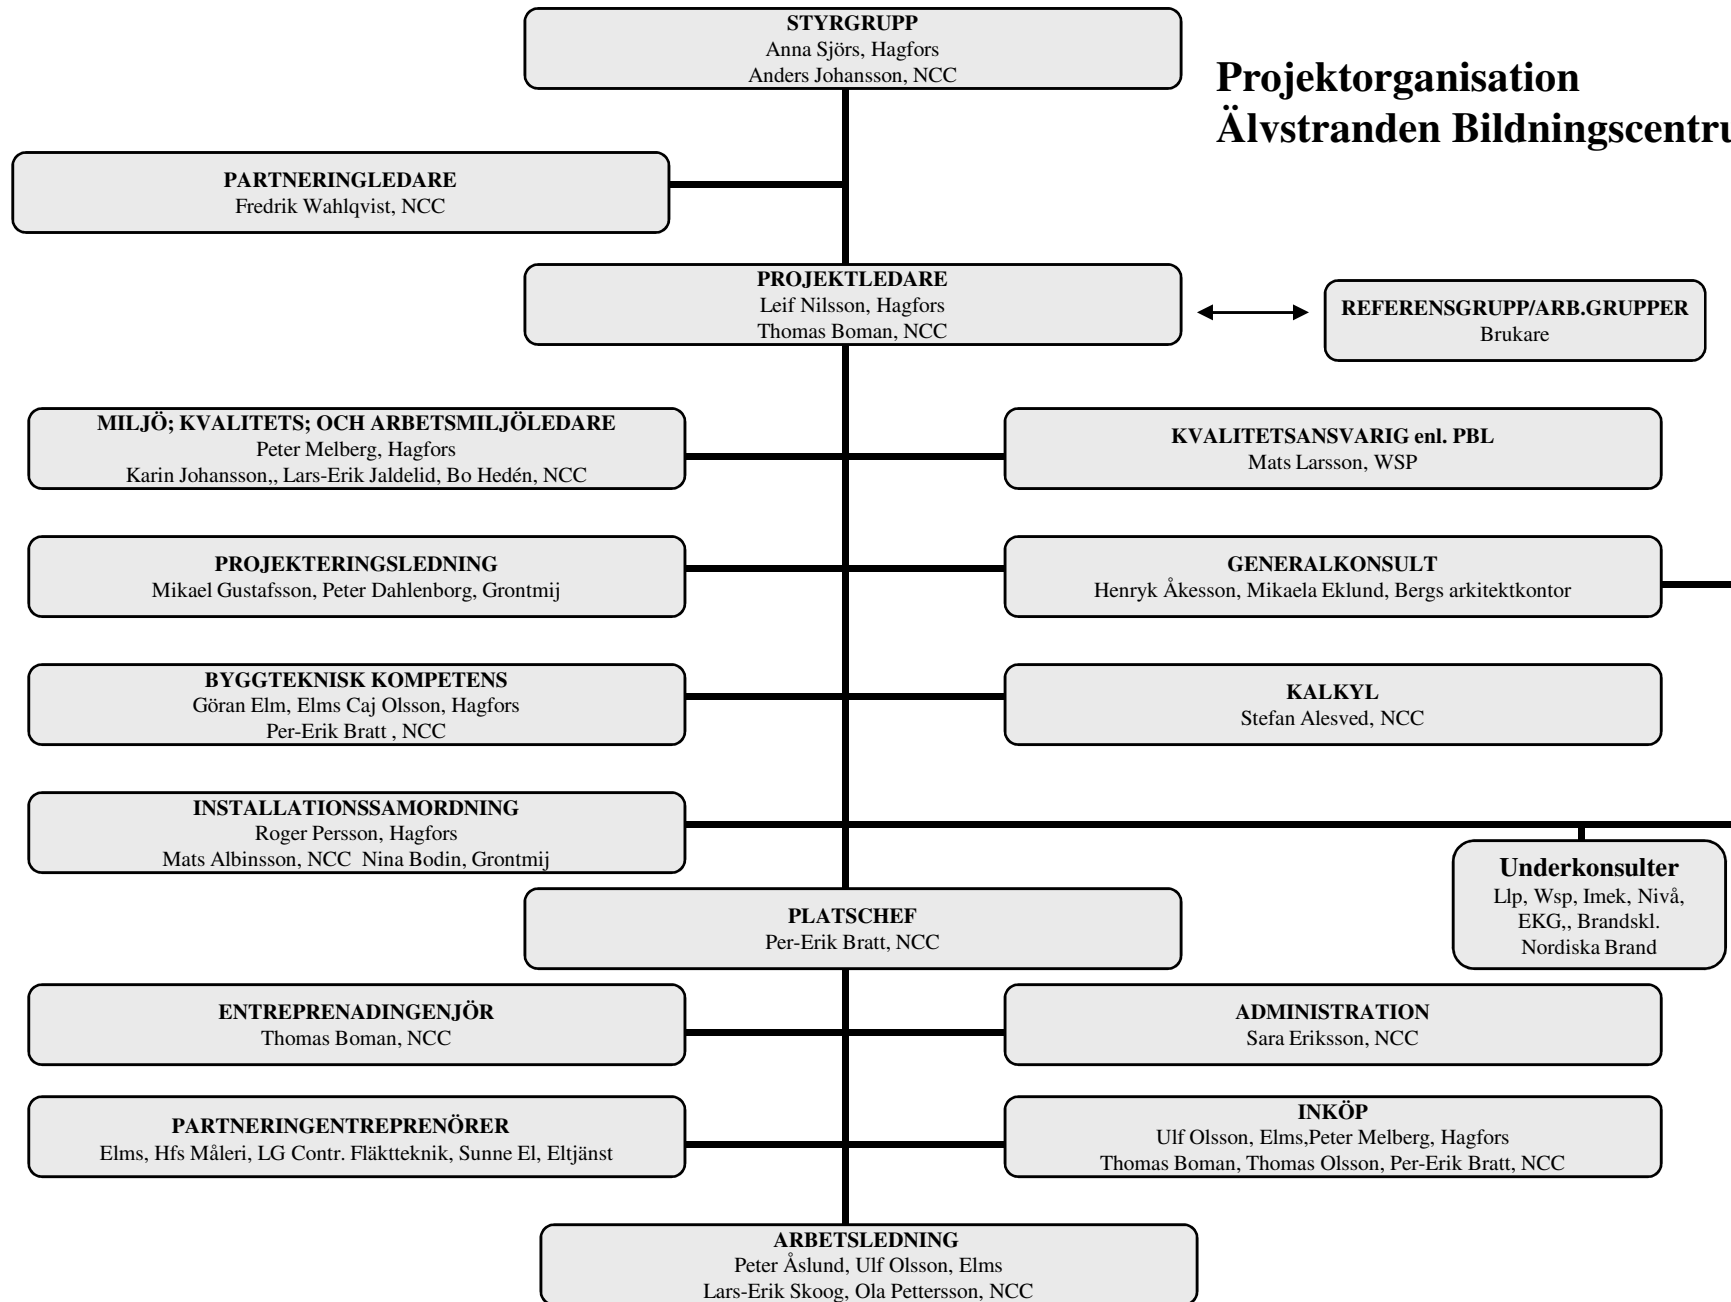 STYRGRUPP
Anna Sjörs, Hagfors
Anders Johansson, NCC
Projektorganisation
Älvstranden Bildningscentru
PARTNERINGLEDARE
Fredrik Wahlqvist, NCC
PROJEKTLEDARE
Leif Nilsson, Hagfors
Thomas Boman, NCC
REFERENSGRUPP/ARB.GRUPPER
Brukare
MILJÖ; KVALITETS; OCH ARBETSMILJÖLEDARE
Peter Melberg, Hagfors
Karin Johansson,, Lars-Erik Jaldelid, Bo Hedén, NCC
KVALITETSANSVARIG enl. PBL
Mats Larsson, WSP
PROJEKTERINGSLEDNING
Mikael Gustafsson, Peter Dahlenborg, Grontmij
GENERALKONSULT
Henryk Åkesson, Mikaela Eklund, Bergs arkitektkontor
BYGGTEKNISK KOMPETENS
Göran Elm, Elms Caj Olsson, Hagfors
Per-Erik Bratt , NCC
KALKYL
Stefan Alesved, NCC
INSTALLATIONSSAMORDNING
Roger Persson, Hagfors
Mats Albinsson, NCC  Nina Bodin, Grontmij
Underkonsulter
Llp, Wsp, Imek, Nivå,
EKG,, Brandskl.
Nordiska Brand
PLATSCHEF
Per-Erik Bratt, NCC
ENTREPRENADINGENJÖR
Thomas Boman, NCC
ADMINISTRATION
Sara Eriksson, NCC
PARTNERINGENTREPRENÖRER
Elms, Hfs Måleri, LG Contr. Fläktteknik, Sunne El, Eltjänst
INKÖP
Ulf Olsson, Elms,Peter Melberg, Hagfors
Thomas Boman, Thomas Olsson, Per-Erik Bratt, NCC
ARBETSLEDNING
Peter Åslund, Ulf Olsson, Elms
Lars-Erik Skoog, Ola Pettersson, NCC